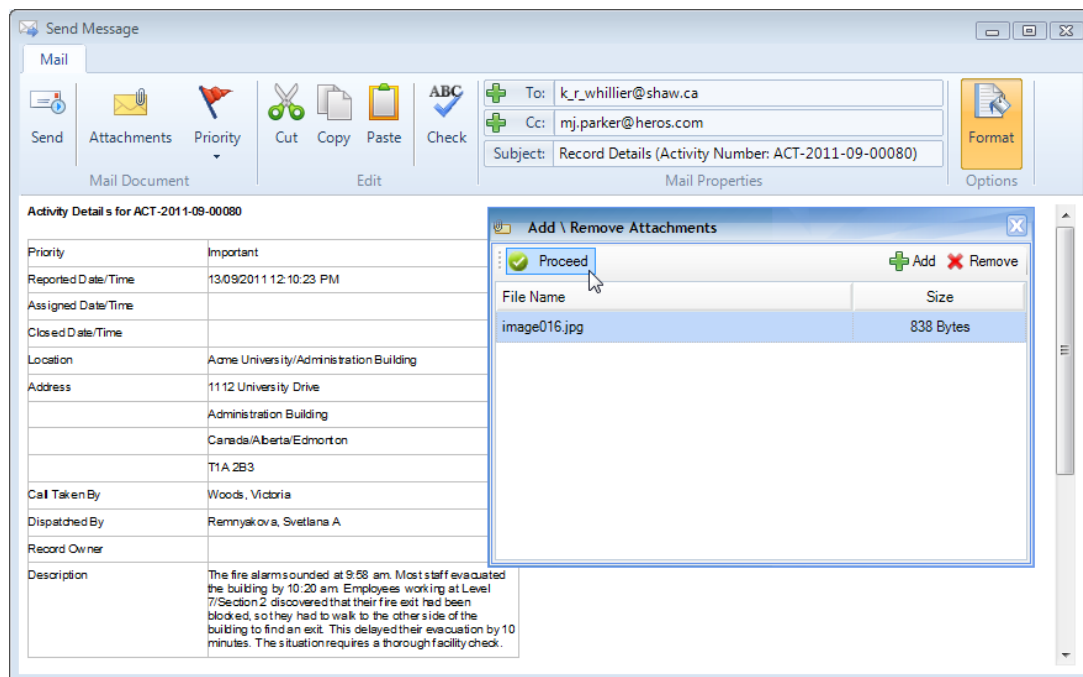 Send Message
Mail
Send
Attachments
Priority
Cut
Copy
Paste
ABC
Check
To: k_r_whillier@shaw.ca
Cc: mj.parker@heros.com
Subject: Record Details (Activity Number: ACT-2011-09-00080)
Format
Mail Document
Edit
Mail Properties
Options
Activity Details for ACT-2011-09-00080
Priority Important
Reported Date/Time 13/09/2011 12:10:23 PM
Assigned Date/Time
Closed Date/Time
Location Acme University/Administration Building
Address 1112 University Drive
Administration Building
Canada/Alberta/Edmonton
T1A 2B3
Call Taken By Woods, Victoria
Dispatched By Remnyakova, Svetlana A
Record Owner
Description The fire alarm sounded at 9:58 am. Most staff evacuated
the building by 10:20 am. Employees working at Level
7/Section 2 discovered that their fire exit had been
blocked, so they had to walk to the other side of the
building to find an exit. This delayed their evacuation by 10
minutes. The situation requires a thorough facility check.
Add \ Remove Attachments
Proceed
Add
Remove
File Name Size
image016.jpg 838 Bytes